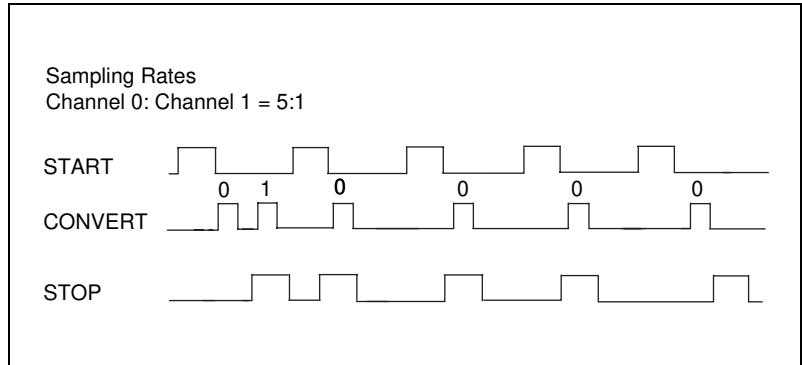 Sampling Rates
Channel 0: Channel 1 = 5:1
START
0 1 0 0 0 0
CONVERT
STOP